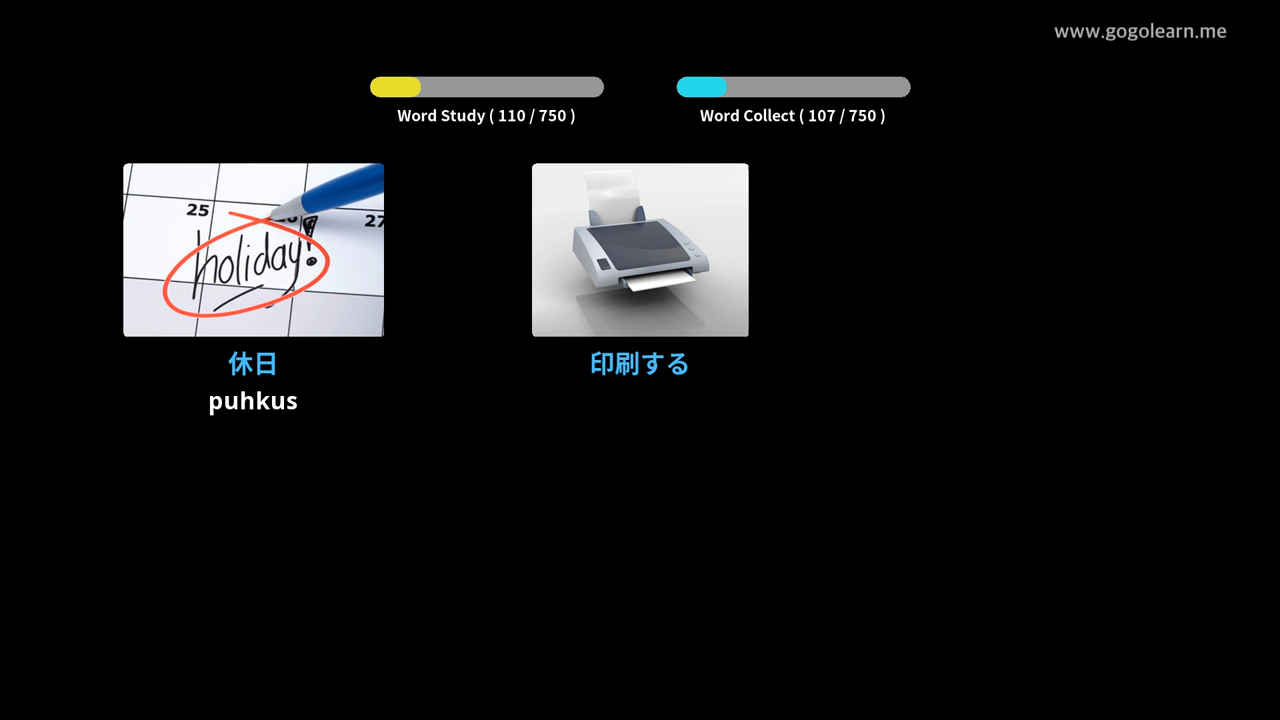 www.gogolearn.me
Word Study ( 110 / 750 )
Word Collect ( 107 / 750 )
25
27
holiday!
休日
印刷する
puhkus